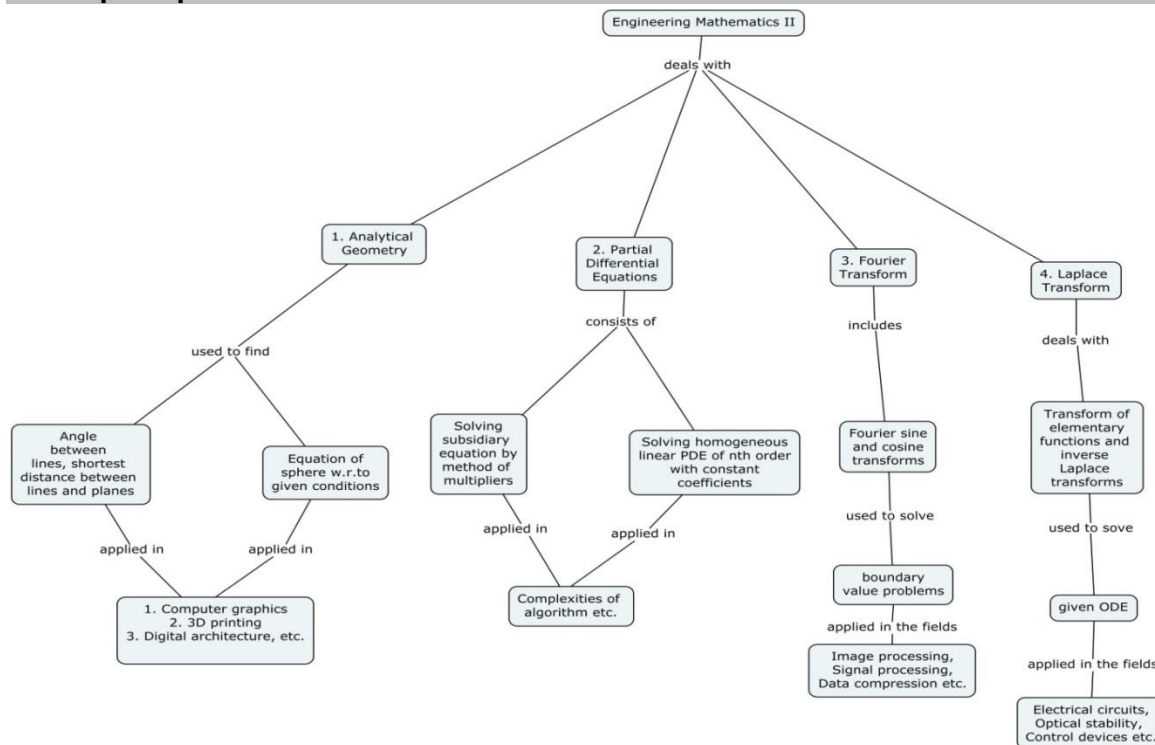 Engineering Mathematics II
deals with
1. Analytical
Geometry
2. Partial
Differential
Equations
3. Fourier
Transform
4. Laplace
Transform
used to find
consists of
includes
deals with
Angle
between
lines, shortest
distance between
lines and planes
Equation of
sphere w.r.to
given conditions
Solving
subsidiary
equation by
method of
multipliers
Solving homogeneous
linear PDE of nth order
with constant
coefficients
Fourier sine
and cosine
transforms
Transform of
elementary
functions and
inverse
Laplace
transforms
applied in
applied in
applied in
applied in
used to solve
used to sove
1. Computer graphics
2. 3D printing
3. Digital architecture, etc.
Complexities of
algorithm etc.
boundary
value problems
given ODE
applied in the fields
applied in the fields
Image processing,
Signal processing,
Data compression etc.
Electrical circuits,
Optical stability,
Control devices etc.